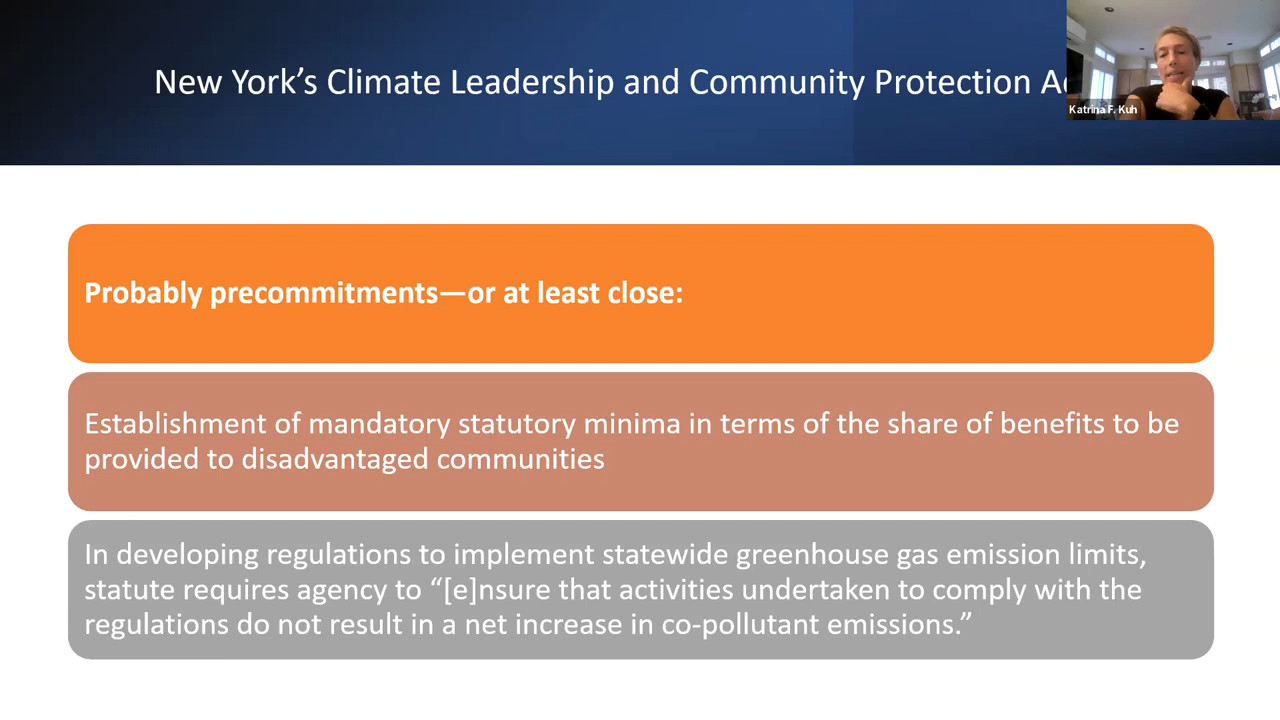 New York’s Climate Leadership and Community Protection
Katrina F. Kuh
Probably precommitments—or at least close:
Establishment of mandatory statutory minima in terms of the share of benefits to be
provided to disadvantaged communities
In developing regulations to implement statewide greenhouse gas emission limits,
statute requires agency to “[e]nsure that activities undertaken to comply with the
regulations do not result in a net increase in co-pollutant emissions.”